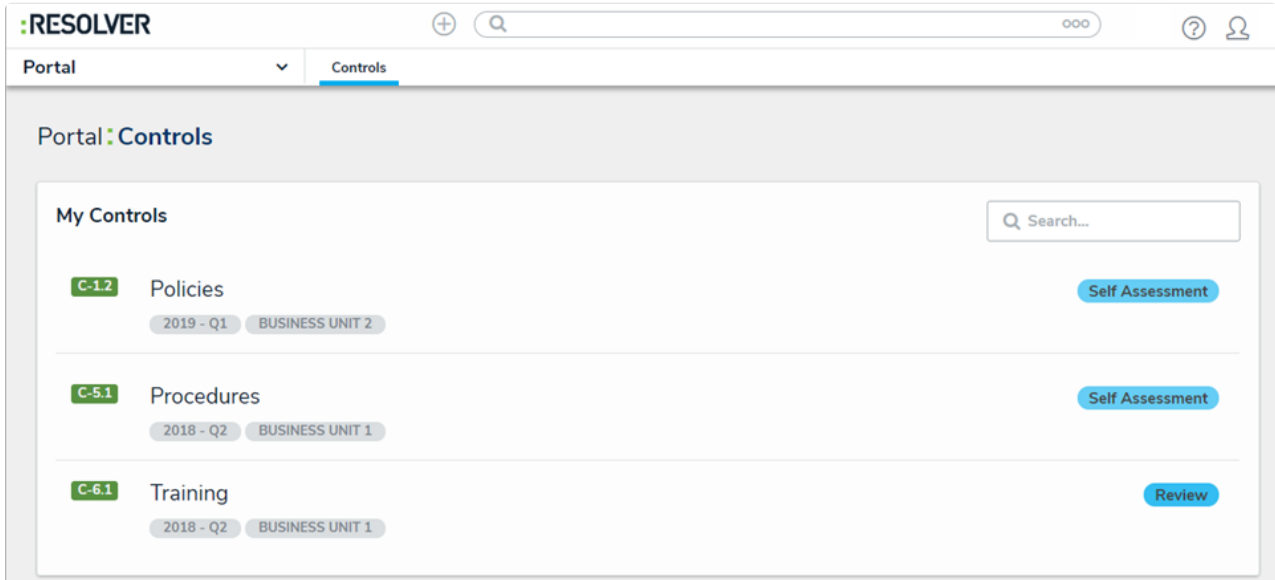 :RESOLVER
Portal
Controls
Portal:Controls
My Controls
Search...
C-1.2 Policies Self Assessment
2019 - Q1 BUSINESS UNIT 2
C-5.1 Procedures Self Assessment
2018 - Q2 BUSINESS UNIT 1
C-6.1 Training Review
2018 - Q2 BUSINESS UNIT 1